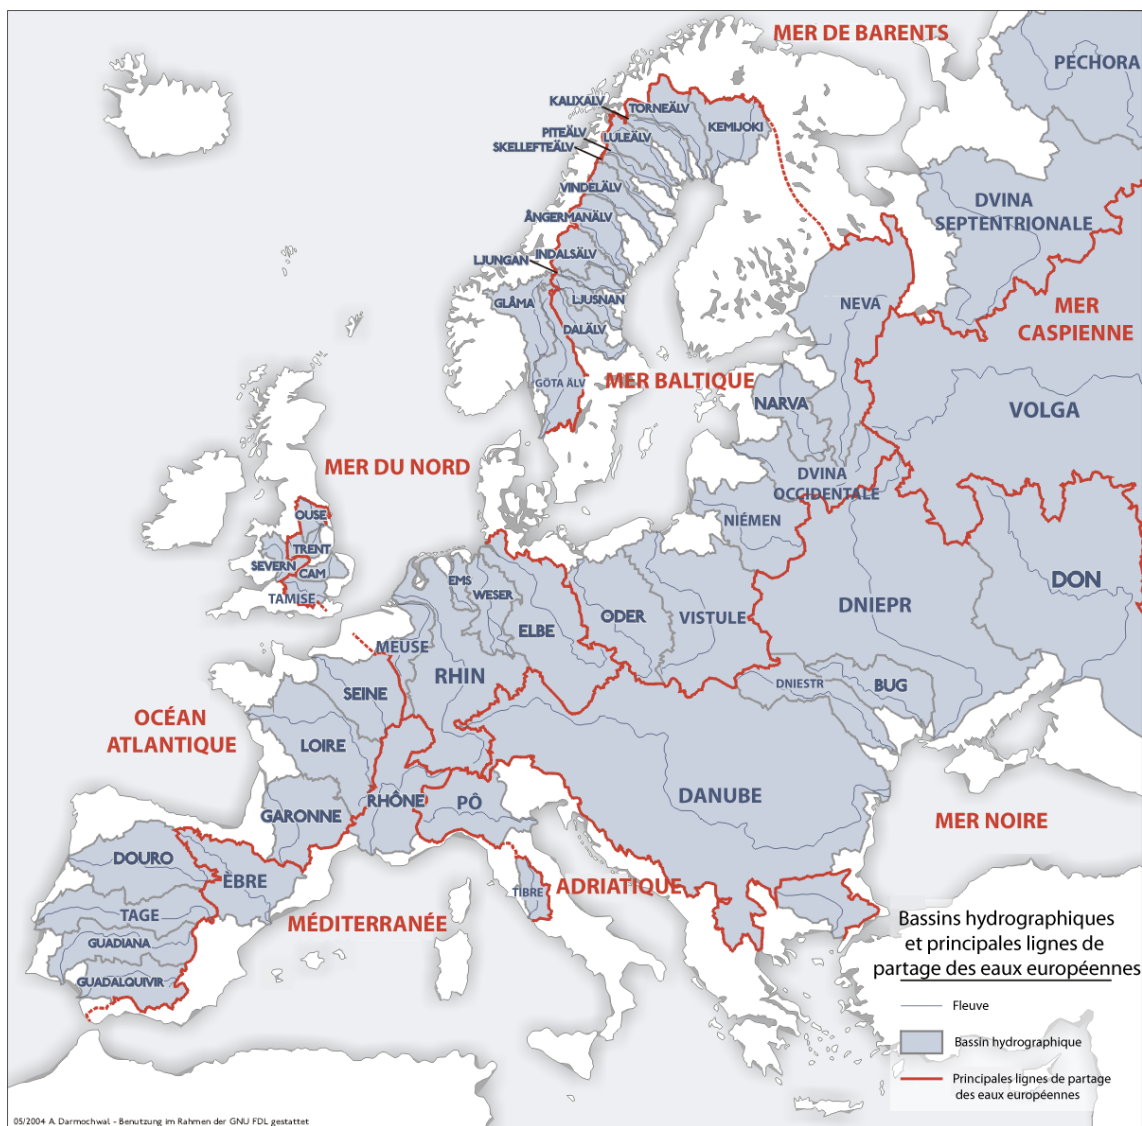 MER DE BARENTS
PECHORA
KALIXÄLV
TORNEÄLV
KEMIJOKI
PITEÄLV
LULEÄLV
SKELLEFTEÄLV
VINDELÄLV
DVINA
SEPTENTRIONALE
ÅNGERMANÄLV
LJUNGAN
INDALSÄLV
GLÅMA
LJUSNAN
NEVA
MER
CASPIENNE
DALÄLV
GÖTA ÄLV
MER BALTIQUE
NARVA
VOLGA
MER DU NORD
DVINA
OCCIDENTALE
OUSE
NIÉMEN
TRENT
SEVERN
CAM
EMS
WESER
TAMISE
ELBE
ODER
VISTULE
DNIEPR
DON
MEUSE
RHIN
SEINE
DNIESTR
BUG
OCÉAN
ATLANTIQUE
LOIRE
RHÔNE
PÔ
DANUBE
GARONNE
MER NOIRE
DOURO
ÈBRE
TIBRE
ADRIATIQUE
TAGE
MÉDITERRANÉE
GUADIANA
GUADALQUIVIR
Bassins hydrographiques
et principales lignes de
partage des eaux européennes
Fleuve
Bassin hydrographique
Principales lignes de partage
des eaux européennes
05/2004 A. Darmochwal - Benutzung im Rahmen der GNU FDL gestattet